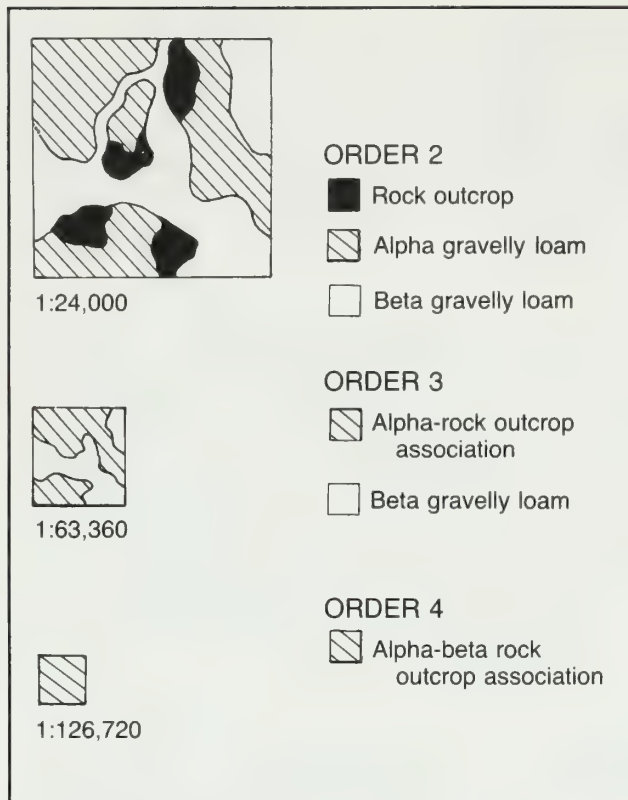 ORDER 2
Rock outcrop
Alpha gravelly loam
Beta gravelly loam
1:24,000
ORDER 3
Alpha-rock outcrop
association
Beta gravelly loam
1:63,360
ORDER 4
Alpha-beta rock
outcrop association
1:126,720